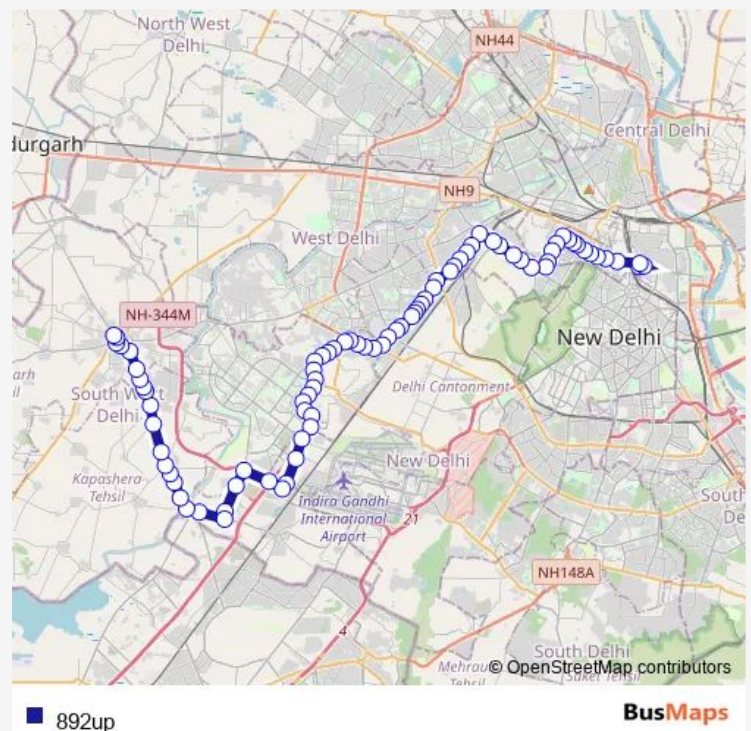 North West
Delhi
NH44
Central Delhi
durgarh
NH9
West Delhi
NH-344M
New Delhi
South West
Delhi
Delhi Cantonment
Kapashera
Tehsil
New Delhi
Indira Gandhi
International
Airport
21
South
De
NH148A
4
South Delhi
Mehrau
Tehsil
Saket Tehsil
© OpenStreetMap contributors
892up
BusMaps